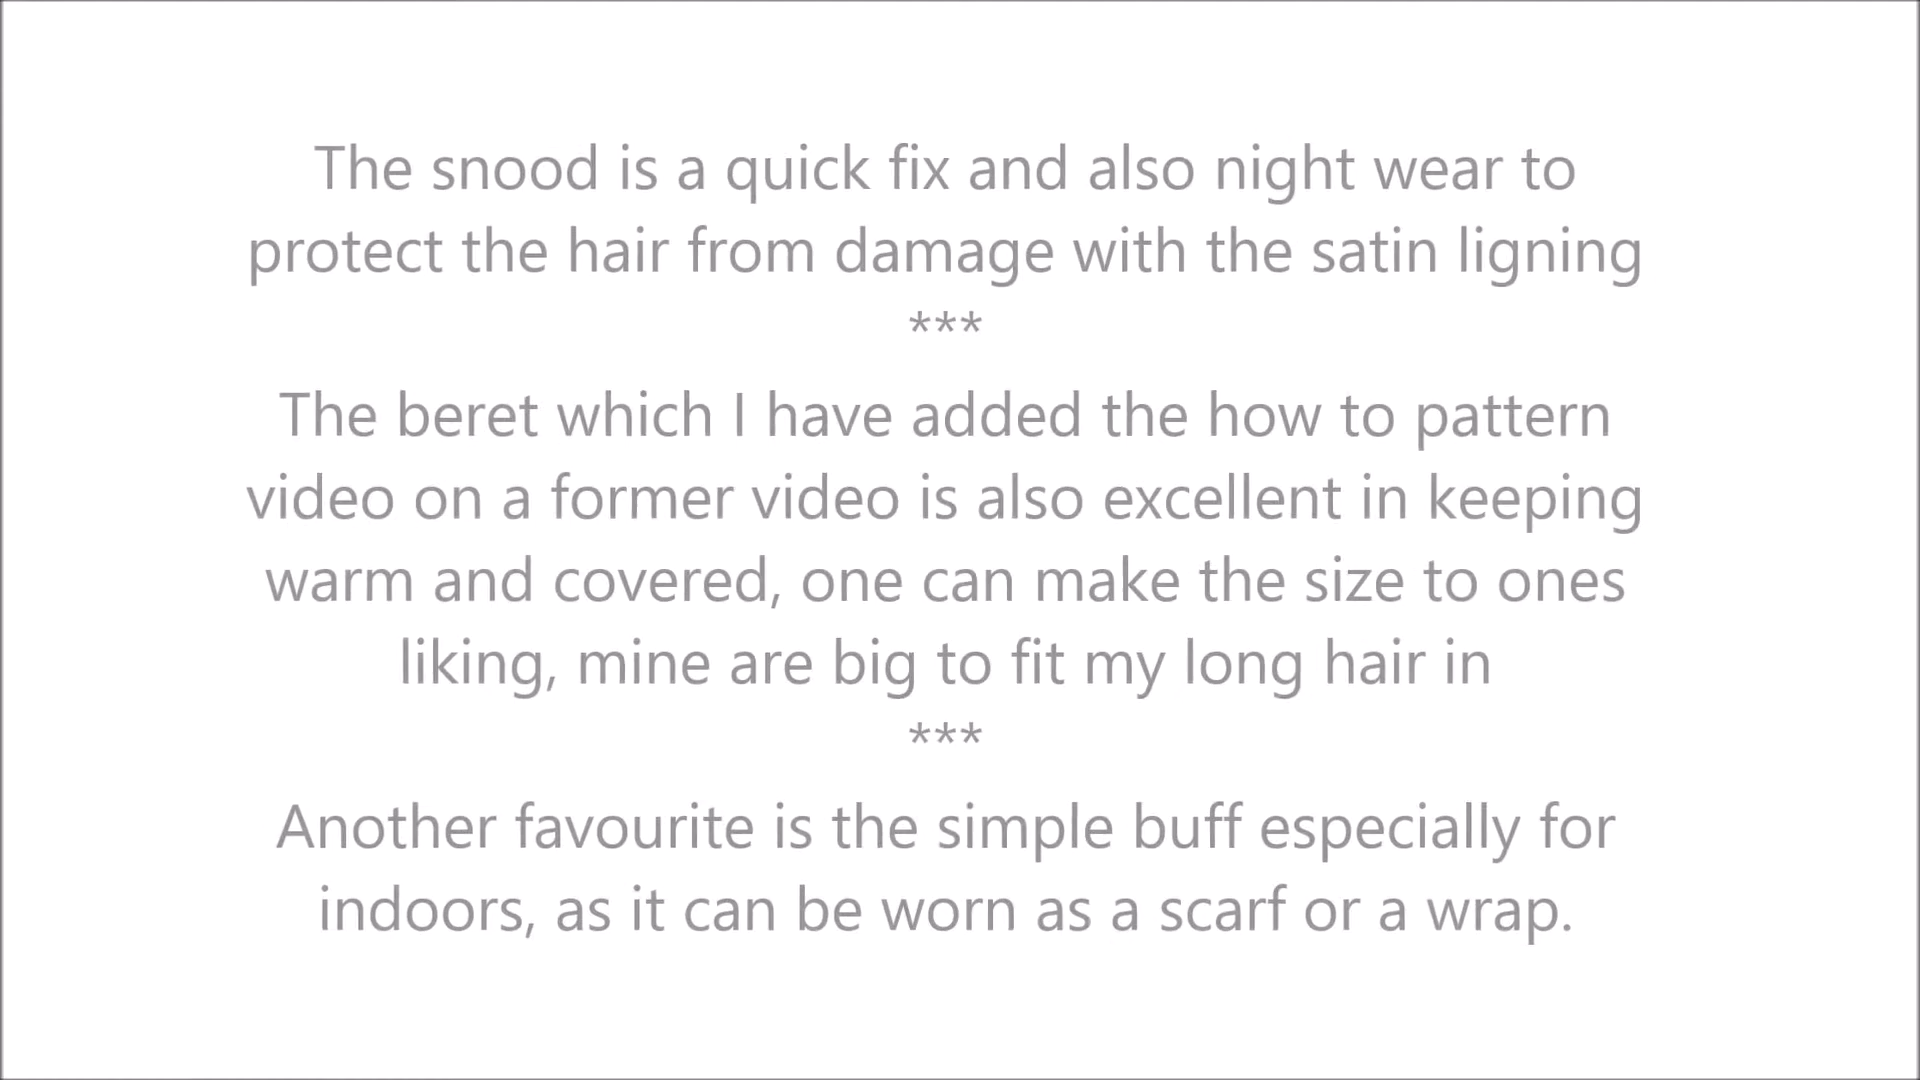 The snood is a quick fix and also night wear to
protect the hair from damage with the satin ligning
***
The beret which I have added the how to pattern
video on a former video is also excellent in keeping
warm and covered, one can make the size to ones
liking, mine are big to fit my long hair in
***
Another favourite is the simple buff especially for
indoors, as it can be worn as a scarf or a wrap.